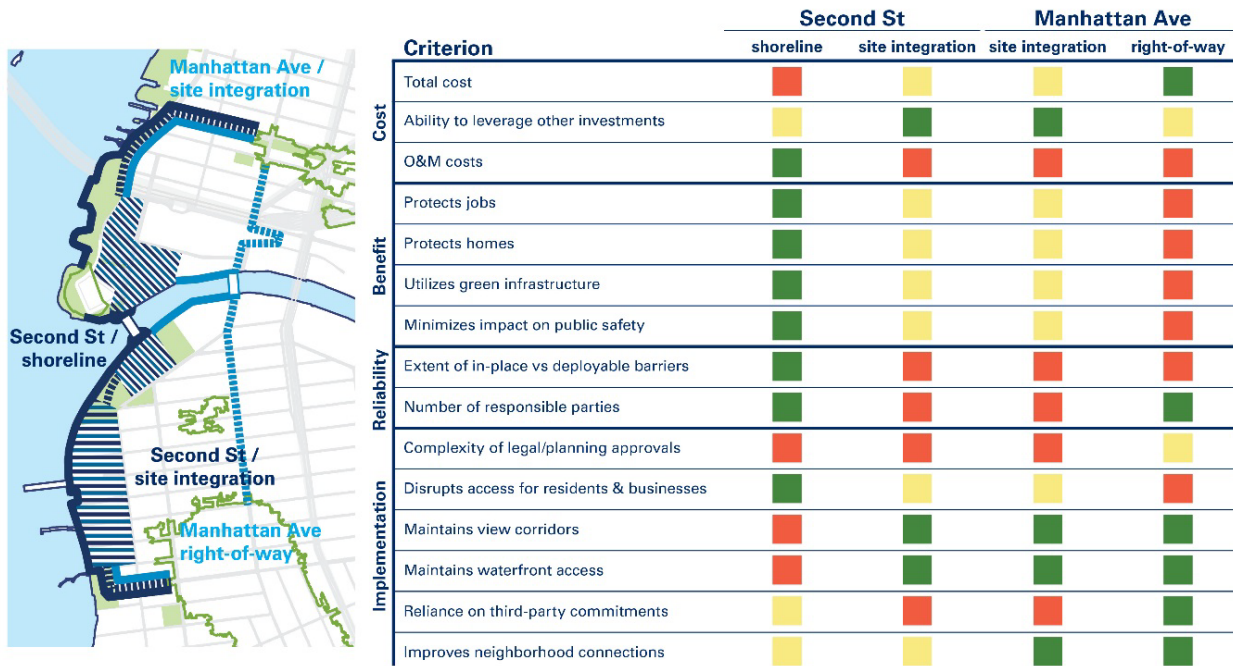 Manhattan Ave /
site integration
Second St /
shoreline
Second St /
site integration
Manhattan Ave
right-of-way
Second St Manhattan Ave
Criterion shoreline site integration site integration right-of-way
Cost
Total cost
Ability to leverage other investments
O&M costs
Benefit
Protects jobs
Protects homes
Utilizes green infrastructure
Minimizes impact on public safety
Reliability
Extent of in-place vs deployable barriers
Number of responsible parties
Implementation
Complexity of legal/planning approvals
Disrupts access for residents & businesses
Maintains view corridors
Maintains waterfront access
Reliance on third-party commitments
Improves neighborhood connections